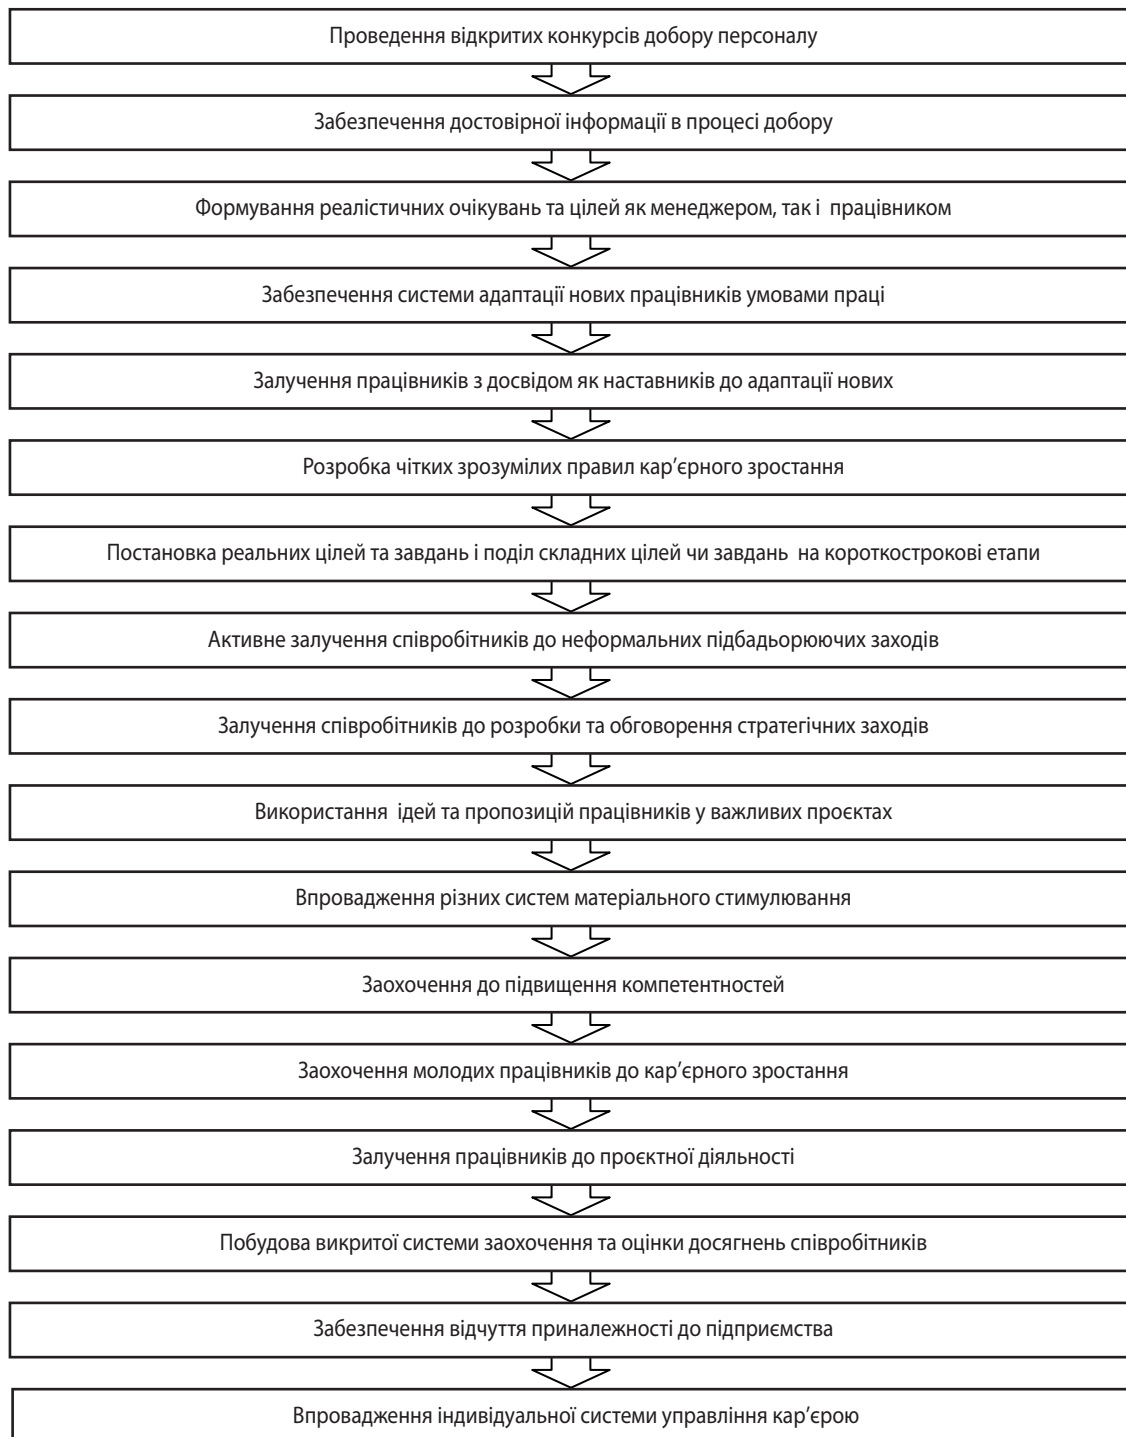 Проведення відкритих конкурсів добору персоналу
Забезпечення достовірної інформації в процесі добору
Формування реалістичних очікувань та цілей як менеджером, так і працівником
Забезпечення системи адаптації нових працівників умовами праці
Залучення працівників з досвідом як наставників до адаптації нових
Розробка чітких зрозумілих правил кар’єрного зростання
Постановка реальних цілей та завдань і поділ складних цілей чи завдань на короткострокові етапи
Активне залучення співробітників до неформальних підбадьорюючих заходів
Залучення співробітників до розробки та обговорення стратегічних заходів
Використання ідей та пропозицій працівників у важливих проєктах
Впровадження різних систем матеріального стимулювання
Заохочення до підвищення компетентностей
Заохочення молодих працівників до кар’єрного зростання
Залучення працівників до проєктної діяльності
Побудова викритої системи заохочення та оцінки досягнень співробітників
Забезпечення відчуття приналежності до підприємства
Впровадження індивідуальної системи управління кар’єрою